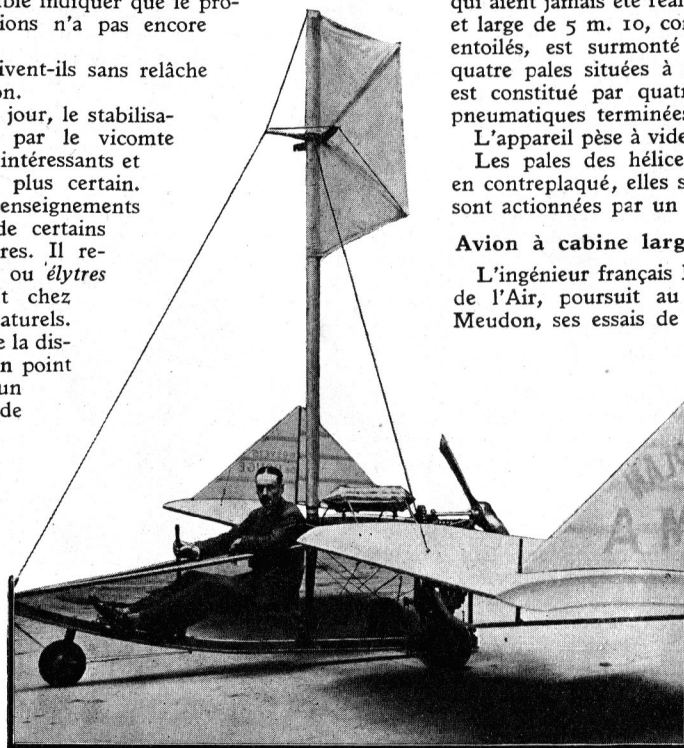 ble indiquer que le pro-
ions n'a pas encore
ivent-ils sans relâche
on.
jour, le stabilisa-
par le vicomte
intéressants et
plus certain.
enseignements
de certains
res. Il re-
ou élytres
t chez
aturels.
e la dis-
n point
un
de
qui aient jamais été réal
et large de 5 m. 10, con
entoilés, est surmonté
quatre pales situées à
est constitué par quatr
pneumatiques terminées
L'appareil pèse à vide
Les pales des hélice
en contreplaqué, elles s
sont actionnées par un
Avion à cabine larg
L'ingénieur français
de l'Air, poursuit au
Meudon, ses essais de
PLAN